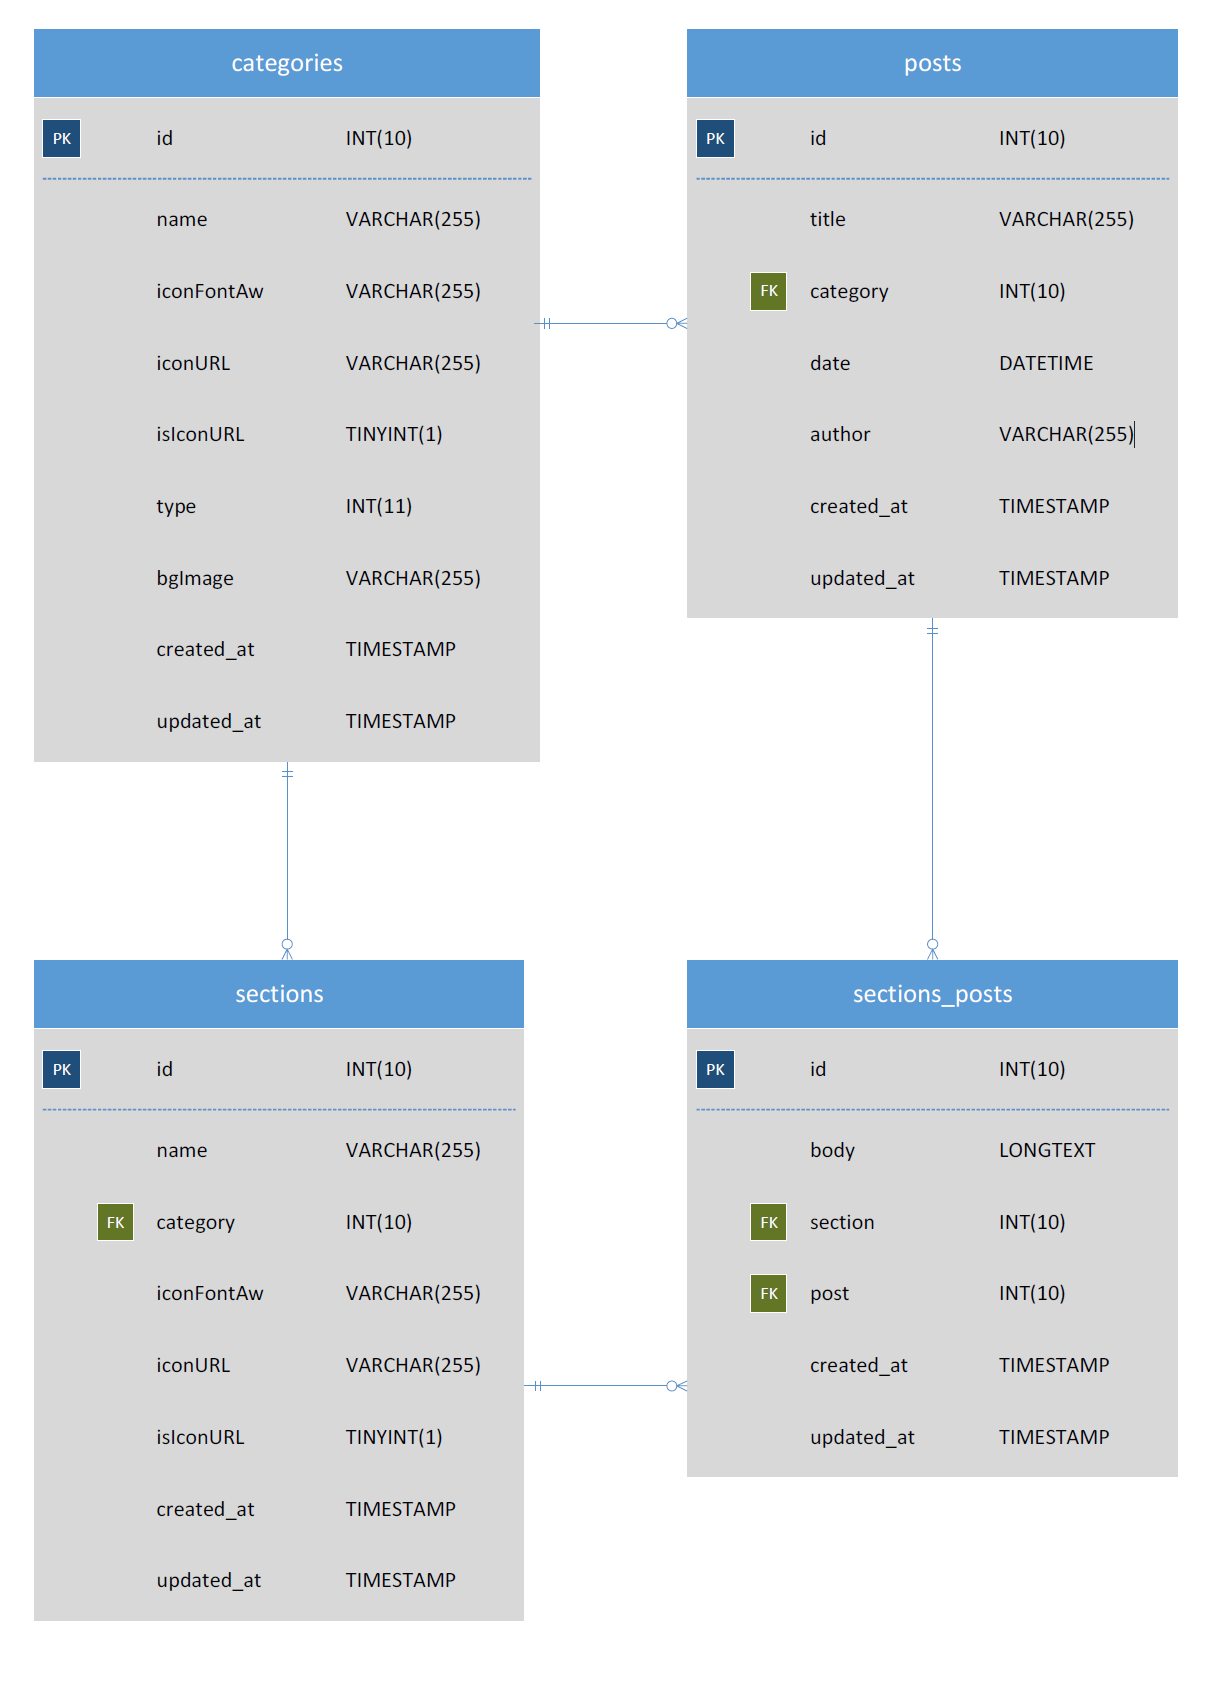 categories
PK id INT(10)
name VARCHAR(255)
iconFontAw VARCHAR(255)
iconURL VARCHAR(255)
isIconURL TINYINT(1)
type INT(11)
bgImage VARCHAR(255)
created_at TIMESTAMP
updated_at TIMESTAMP
posts
PK id INT(10)
title VARCHAR(255)
FK category INT(10)
date DATETIME
author VARCHAR(255)
created_at TIMESTAMP
updated_at TIMESTAMP
sections
PK id INT(10)
name VARCHAR(255)
FK category INT(10)
iconFontAw VARCHAR(255)
iconURL VARCHAR(255)
isIconURL TINYINT(1)
created_at TIMESTAMP
updated_at TIMESTAMP
sections_posts
PK id INT(10)
body LONGTEXT
FK section INT(10)
FK post INT(10)
created_at TIMESTAMP
updated_at TIMESTAMP